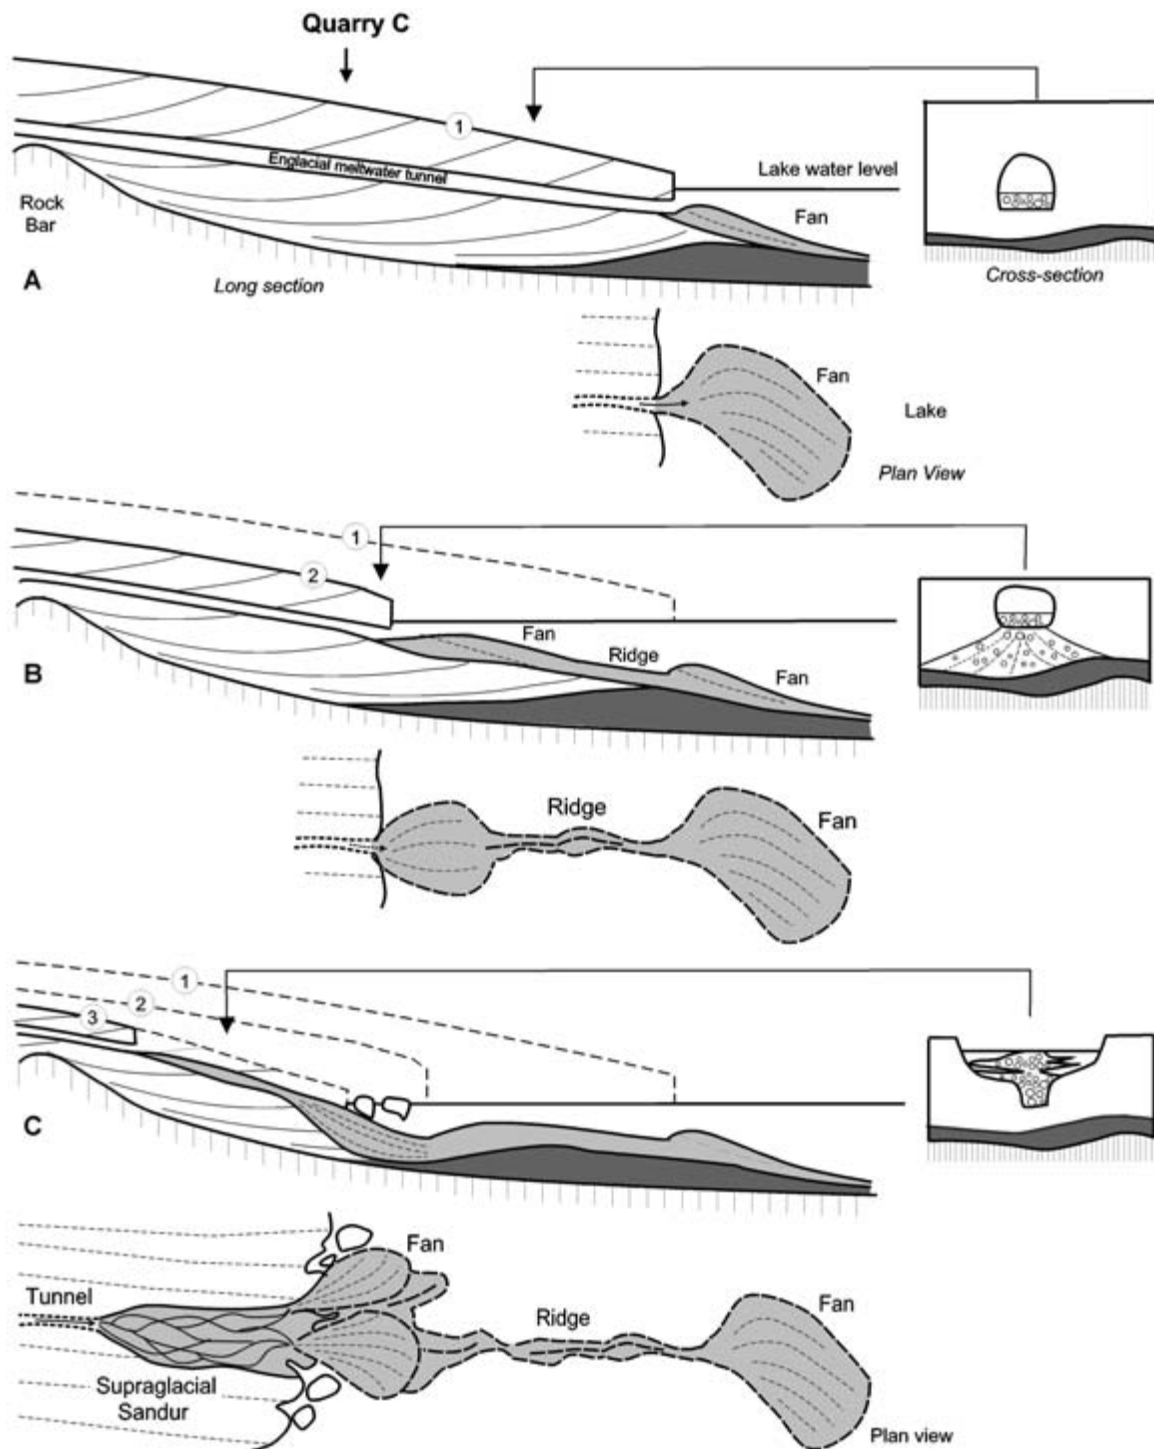 Quarry C
1
Englacial meltwater tunnel
Lake water level
Fan
Rock
Bar
A
Long section
Cross-section
Fan
Lake
Plan View
1
2
Fan
Ridge
Fan
B
Ridge
Fan
1
2
3
C
Fan
Tunnel
Ridge
Fan
Supraglacial
Sandur
Plan view